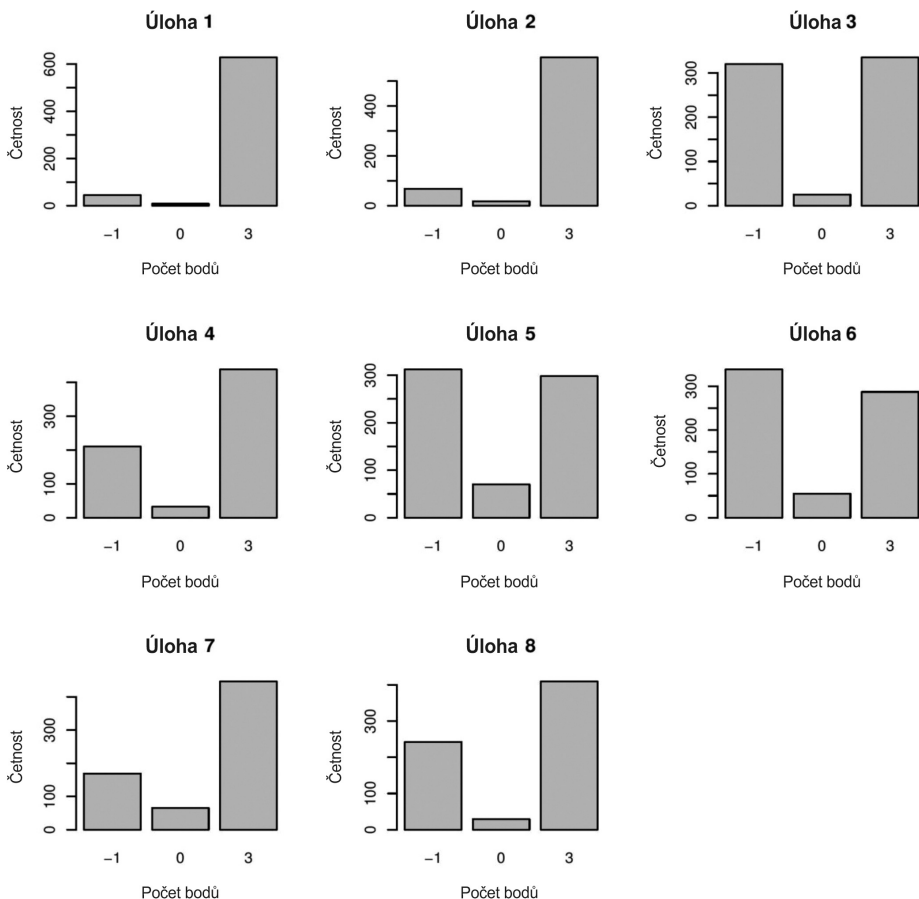 Úloha 1
Četnost
600
400
200
0
−1 0 3
Počet bodů
Úloha 2
Četnost
400
200
0
−1 0 3
Počet bodů
Úloha 3
Četnost
300
200
100
0
−1 0 3
Počet bodů
Úloha 4
Četnost
300
100
0
−1 0 3
Počet bodů
Úloha 5
Četnost
300
200
100
0
−1 0 3
Počet bodů
Úloha 6
Četnost
300
200
100
0
−1 0 3
Počet bodů
Úloha 7
Četnost
300
100
0
−1 0 3
Počet bodů
Úloha 8
Četnost
300
100
0
−1 0 3
Počet bodů